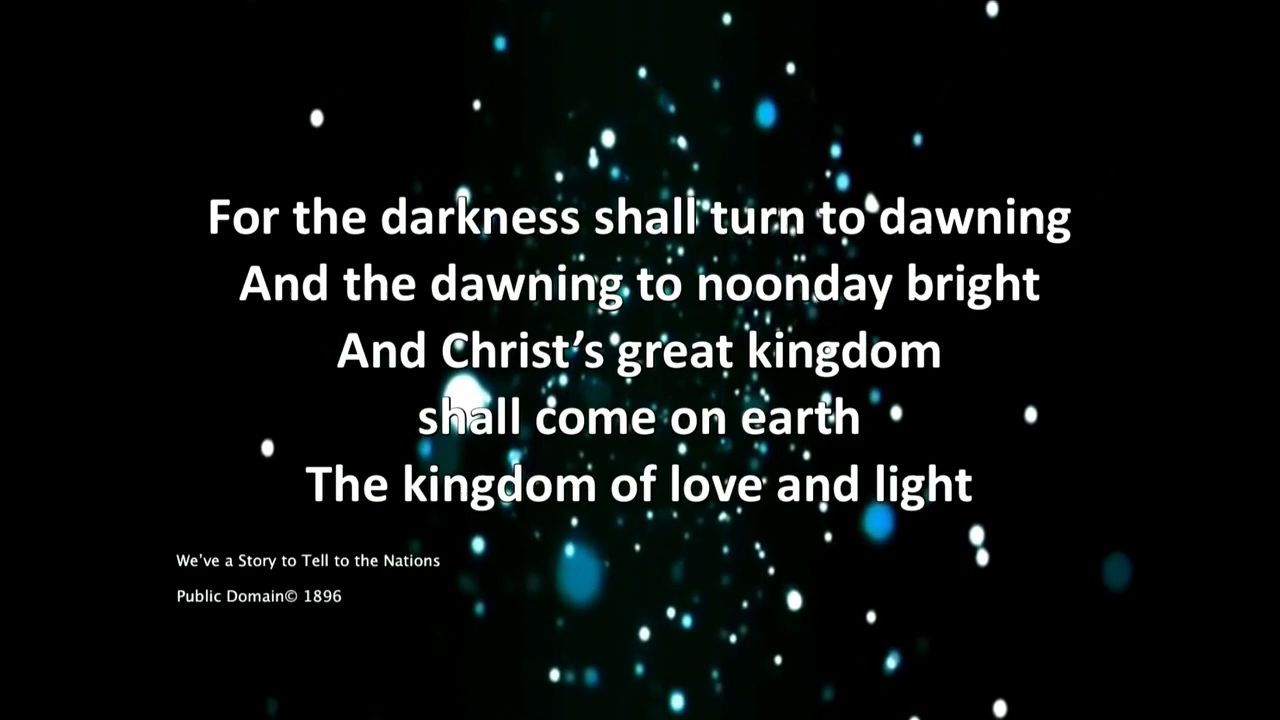 For the darkness shall turn to dawning
And the dawning to noonday bright
And Christ’s great kingdom
shall come on earth
The kingdom of love and light
We’ve a Story to Tell to the Nations
Public Domain© 1896